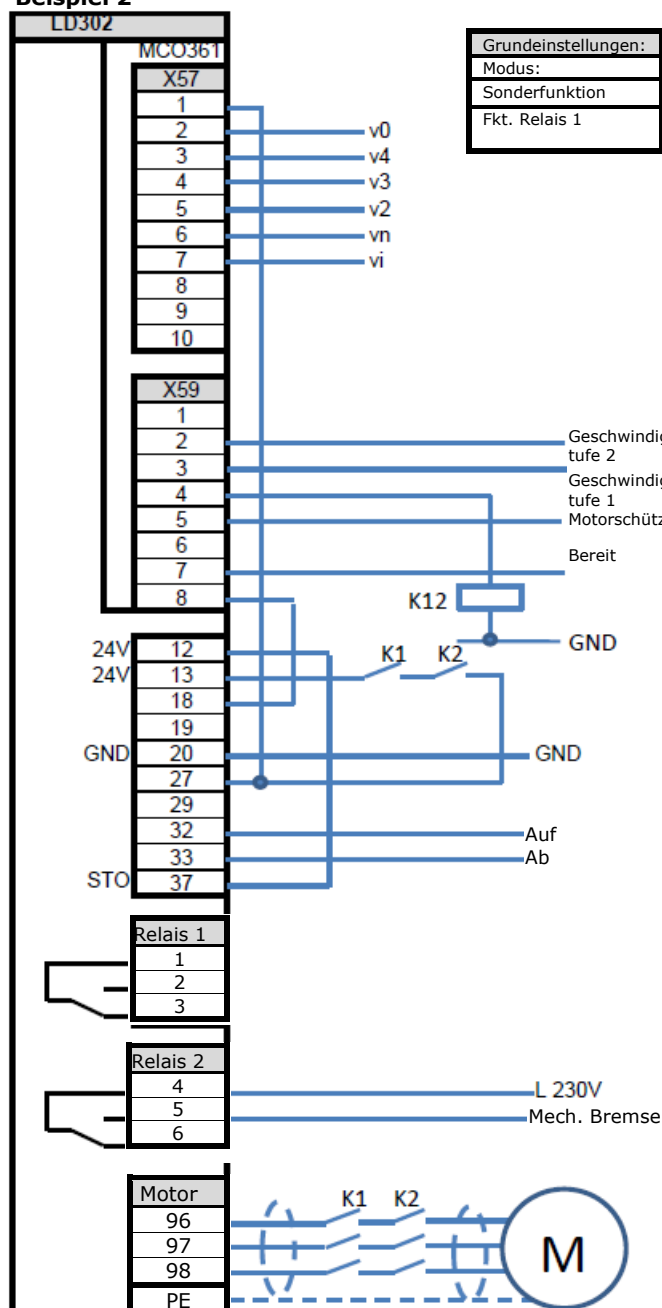 Beispiel 2
LD302
MCO361
Grundeinstellungen:
Modus:
Sonderfunktion
Fkt. Relais 1
X57
1
2 v0
3 v4
4 v3
5 v2
6 vn
7 vi
8
9
10
X59
1
2 Geschwindig
tufe 2
3
Geschwindig
4 tufe 1
5 Motorschütz
6
7 Bereit
8
K12
GND
24V 12
24V 13 K1 K2
18
19
GND 20 GND
27
29
32 Auf
33 Ab
STO 37
Relais 1
1
2
3
Relais 2
4 L 230V
5 Mech. Bremse
6
Motor
K1 K2
96
97
98
PE
M